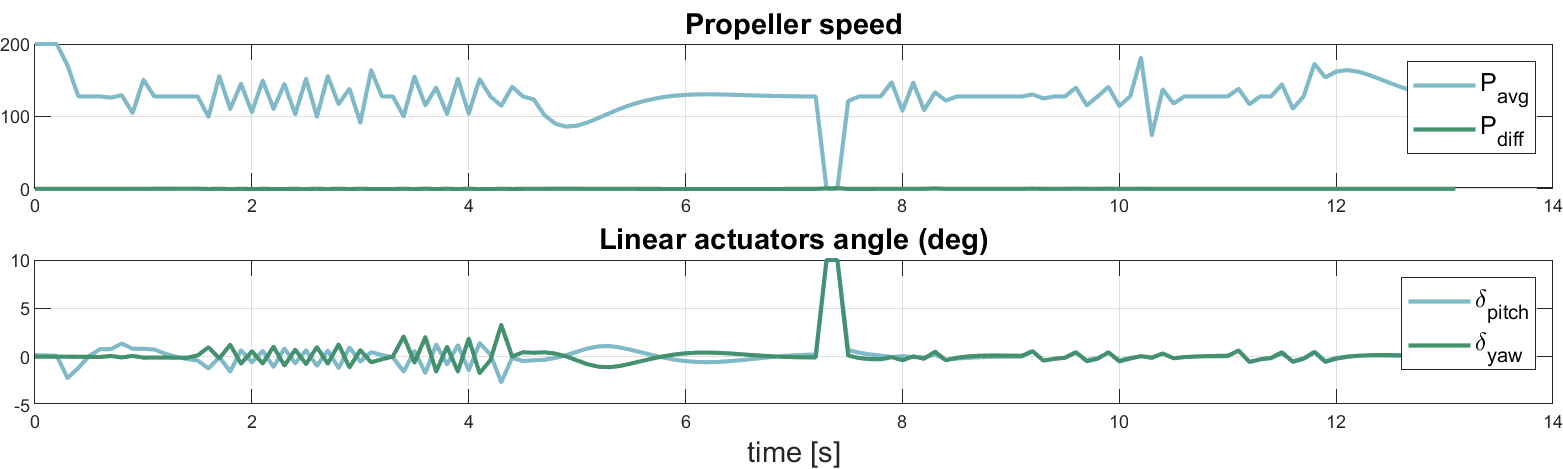 Propeller speed
200
100
0
0 2 4 6 8 10 12 14
P_avg
P_diff
Linear actuators angle (deg)
10
5
0
-5
0 2 4 6 8 10 12 14
δ_pitch
δ_yaw
time [s]